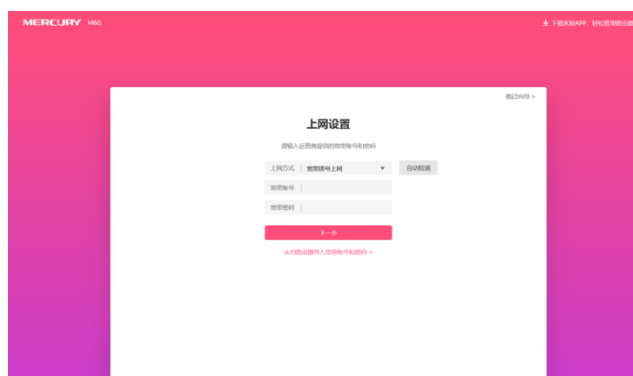 MERCURY M6G
下载水星APP，轻松管理路由器
跳过向导 >
上网设置
请输入运营商提供的宽带账号和密码
上网方式 宽带拨号上网 自动检测
宽带账号
宽带密码
下一步
从旧路由器导入宽带账号和密码 >